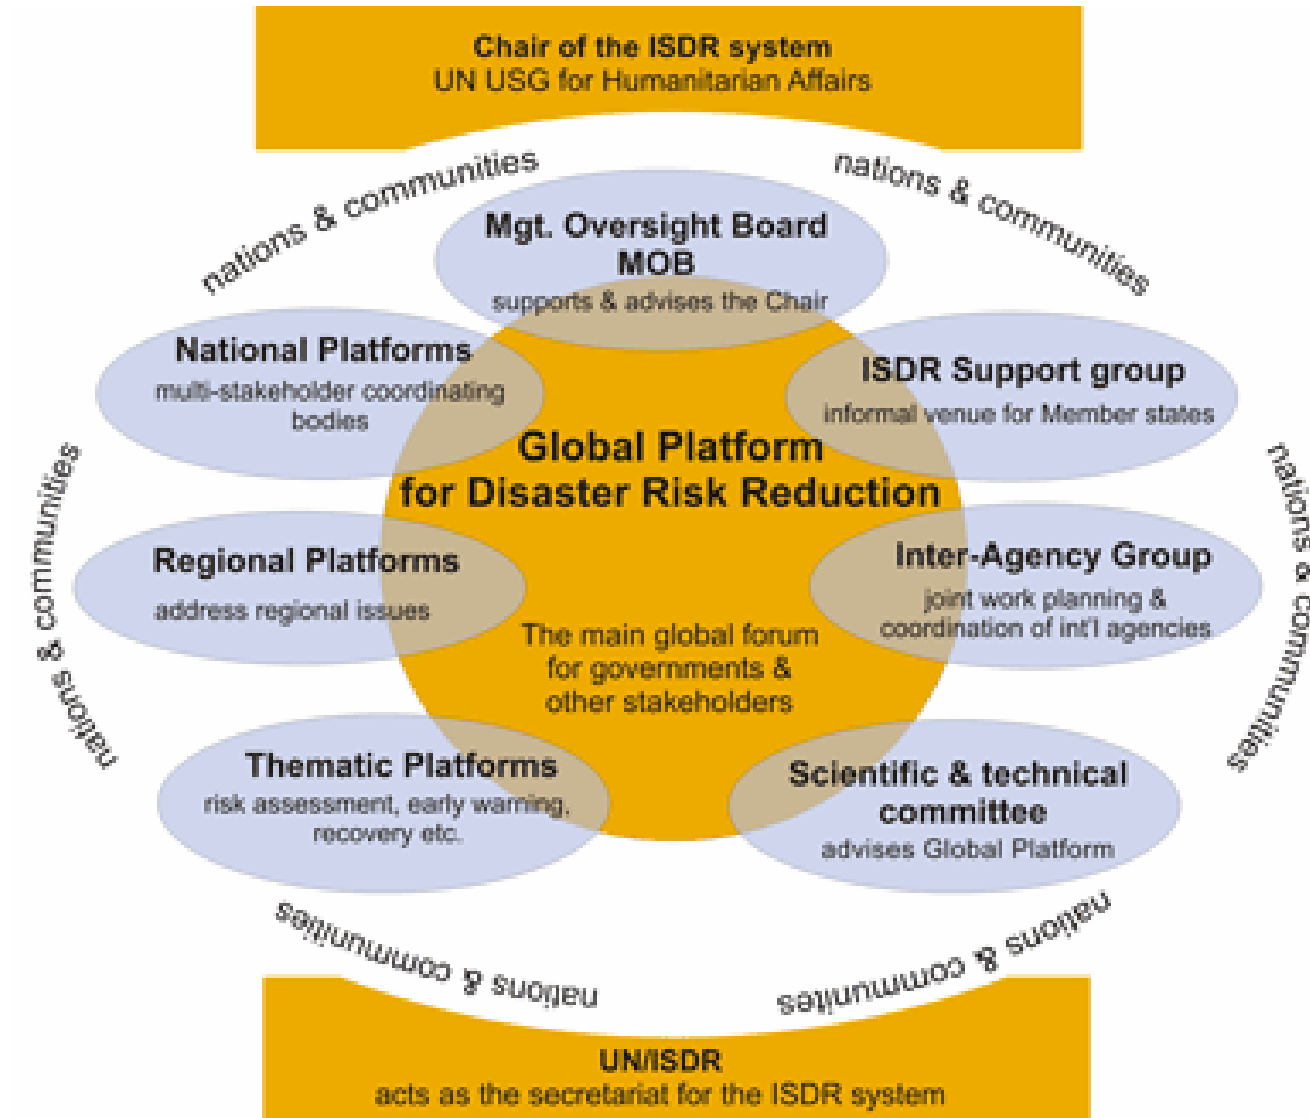 Chair of the ISDR system
UN USG for Humanitarian Affairs
nations & communities
nations & communities
Mgt. Oversight Board
MOB
supports & advises the Chair
National Platforms
multi-stakeholder coordinating
bodies
ISDR Support group
informal venue for Member states
Global Platform
for Disaster Risk Reduction
nations & communities
nations & communities
Regional Platforms
address regional issues
Inter-Agency Group
joint work planning &
coordination of int'l agencies
The main global forum
for governments &
other stakeholders
Thematic Platforms
risk assessment, early warning,
recovery etc.
Scientific & technical
committee
advises Global Platform
nations & communities
nations & communites
UN/ISDR
acts as the secretariat for the ISDR system